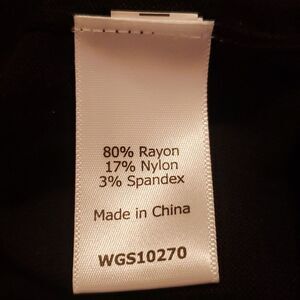 80% Rayon
17% Nylon
3% Spandex
Made in China
WGS10270